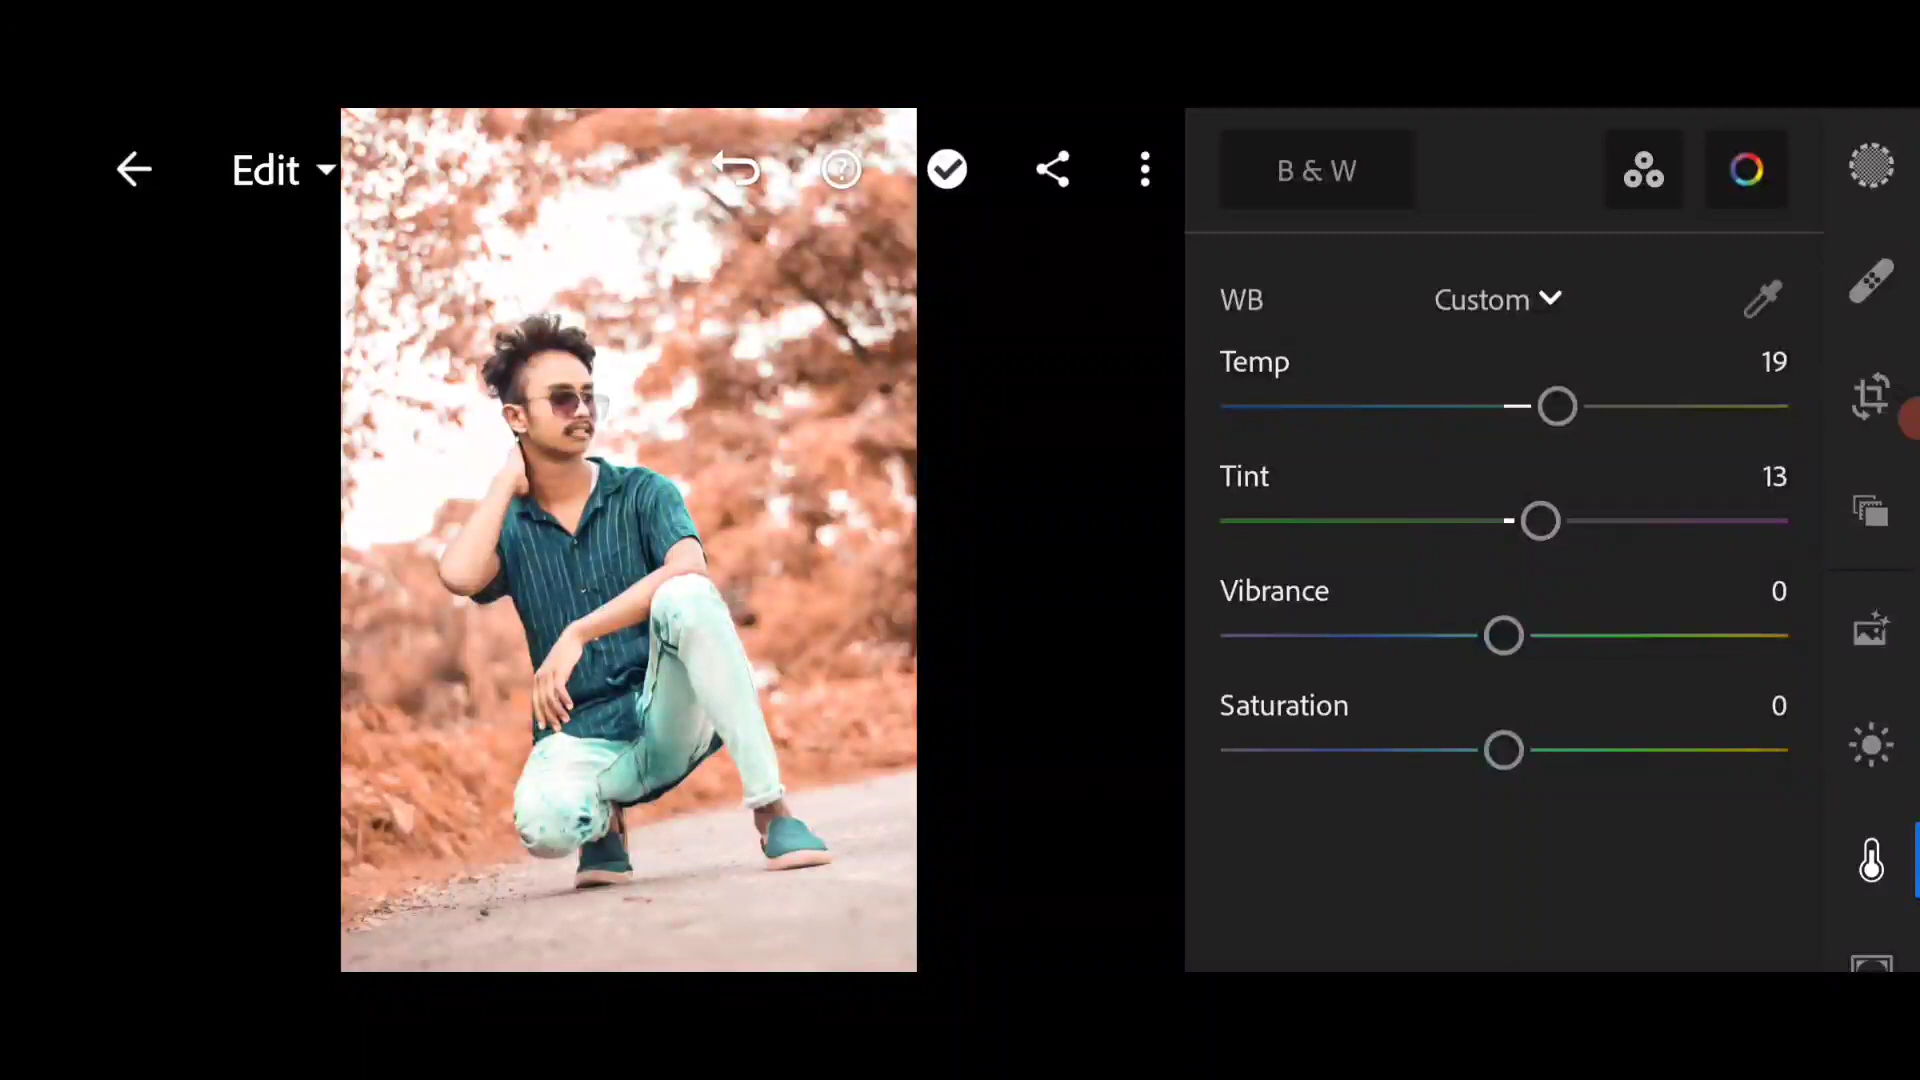 Edit
B & W
WB Custom
Temp 19
Tint 13
Vibrance 0
Saturation 0